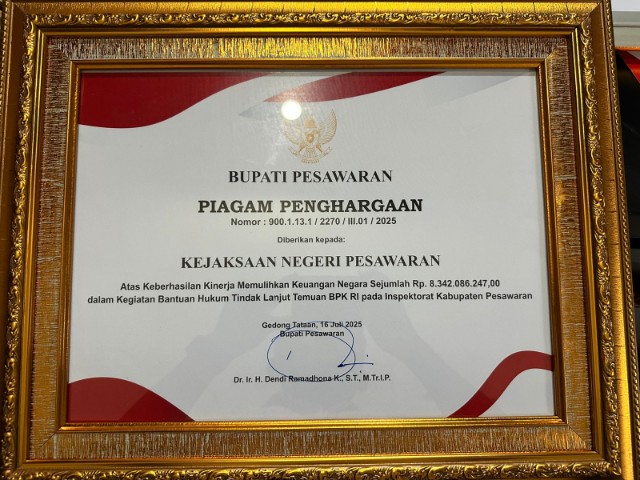 BUPATI PESAWARAN
PIAGAM PENGHARGAAN
Nomor : 900.1.13.1 / 2270 / III.01 / 2025
Diberikan kepada:
KEJAKSAAN NEGERI PESAWARAN
Atas Keberhasilan Kinerja Memulihkan Keuangan Negara Sejumlah Rp. 8.342.086.247,00
dalam Kegiatan Bantuan Hukum Tindak Lanjut Temuan BPK RI pada Inspektorat Kabupaten Pesawaran
Gedong Tataan, 16 Juli 2025
Bupati Pesawaran
Dr. Ir. H. Dendi Ramadhona K., S.T., M.Tr.I.P.